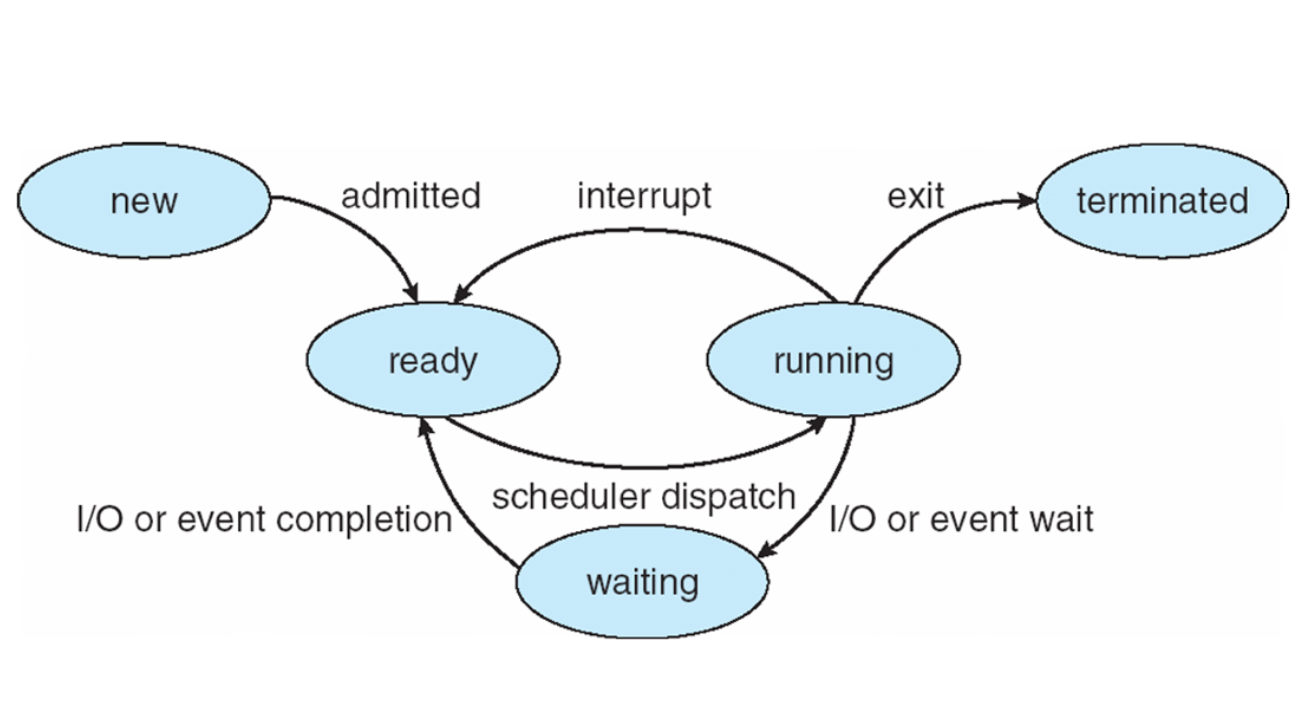 new
admitted
interrupt
exit
terminated
ready
running
scheduler dispatch
I/O or event completion
I/O or event wait
waiting